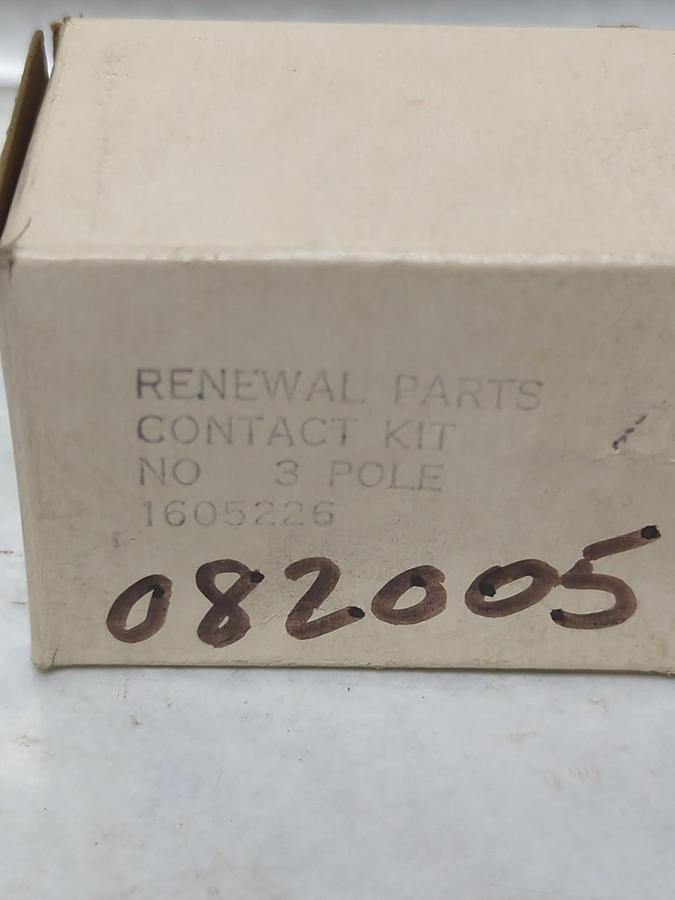 RENEWAL PARTS
CONTACT KIT
NO 3 POLE
1605226
082005